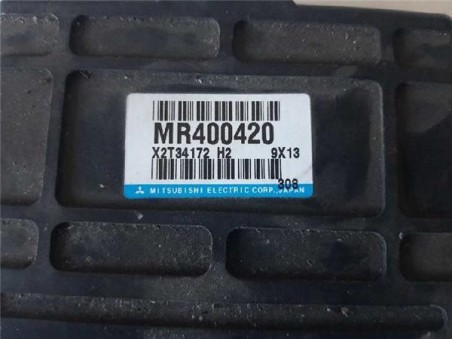 MR400420
X2T34172 H2 9X13
308
MITSUBISHI ELECTRIC CORP. JAPAN